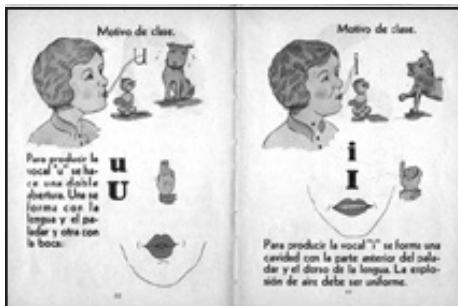 Motivo de clase.
u
u
U
Para producir la
vocal "u" se ha-
ce una doble
abertura. Una se
forma con la
lengua y el pa-
ladar y otra con
la boca.
Motivo de clase.
i
i
I
Para producir la vocal "i" se forma una
cavidad con la parte anterior del pala-
dar y el dorso de la lengua. La explo-
sión de aire debe ser uniforme.